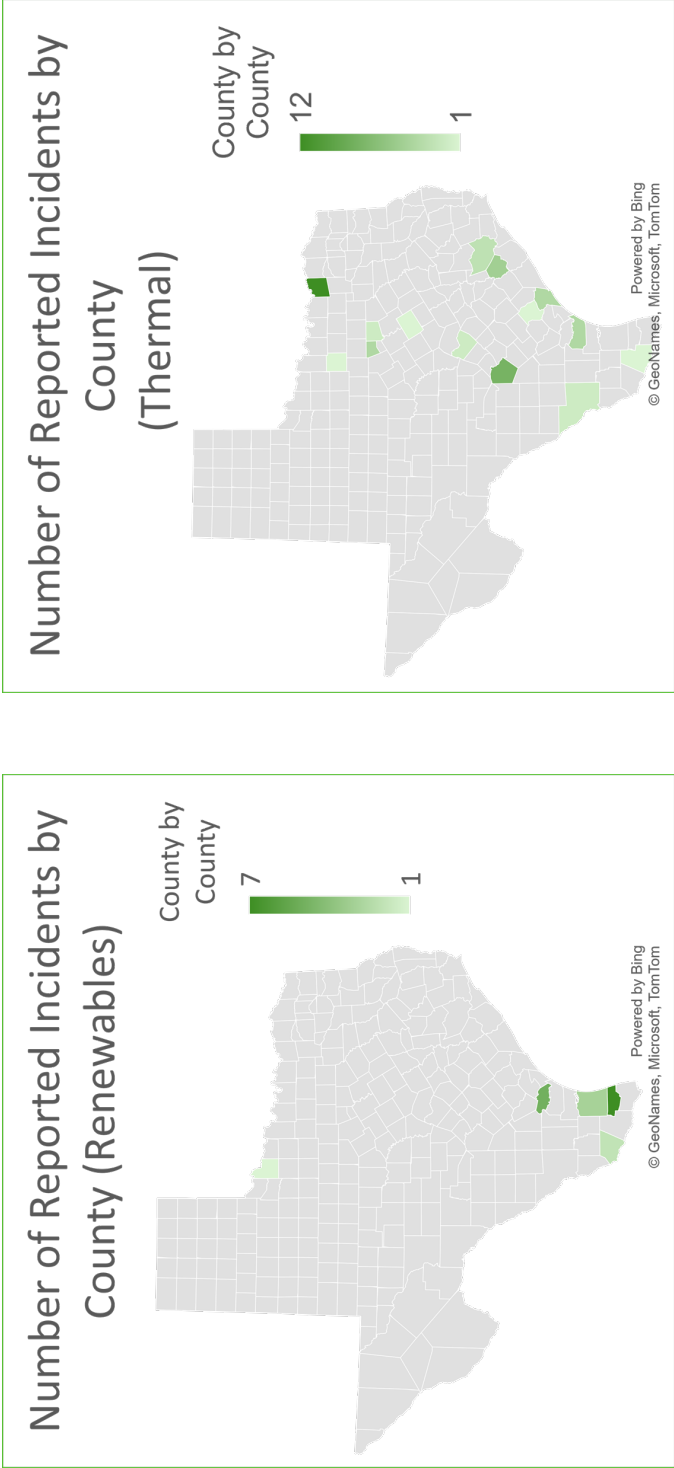 Number of Reported Incidents by
County (Renewables)
County by
County
7
1
Powered by Bing
© GeoNames, Microsoft, TomTom
Number of Reported Incidents by
County
(Thermal)
County by
County
12
1
Powered by Bing
© GeoNames, Microsoft, TomTom